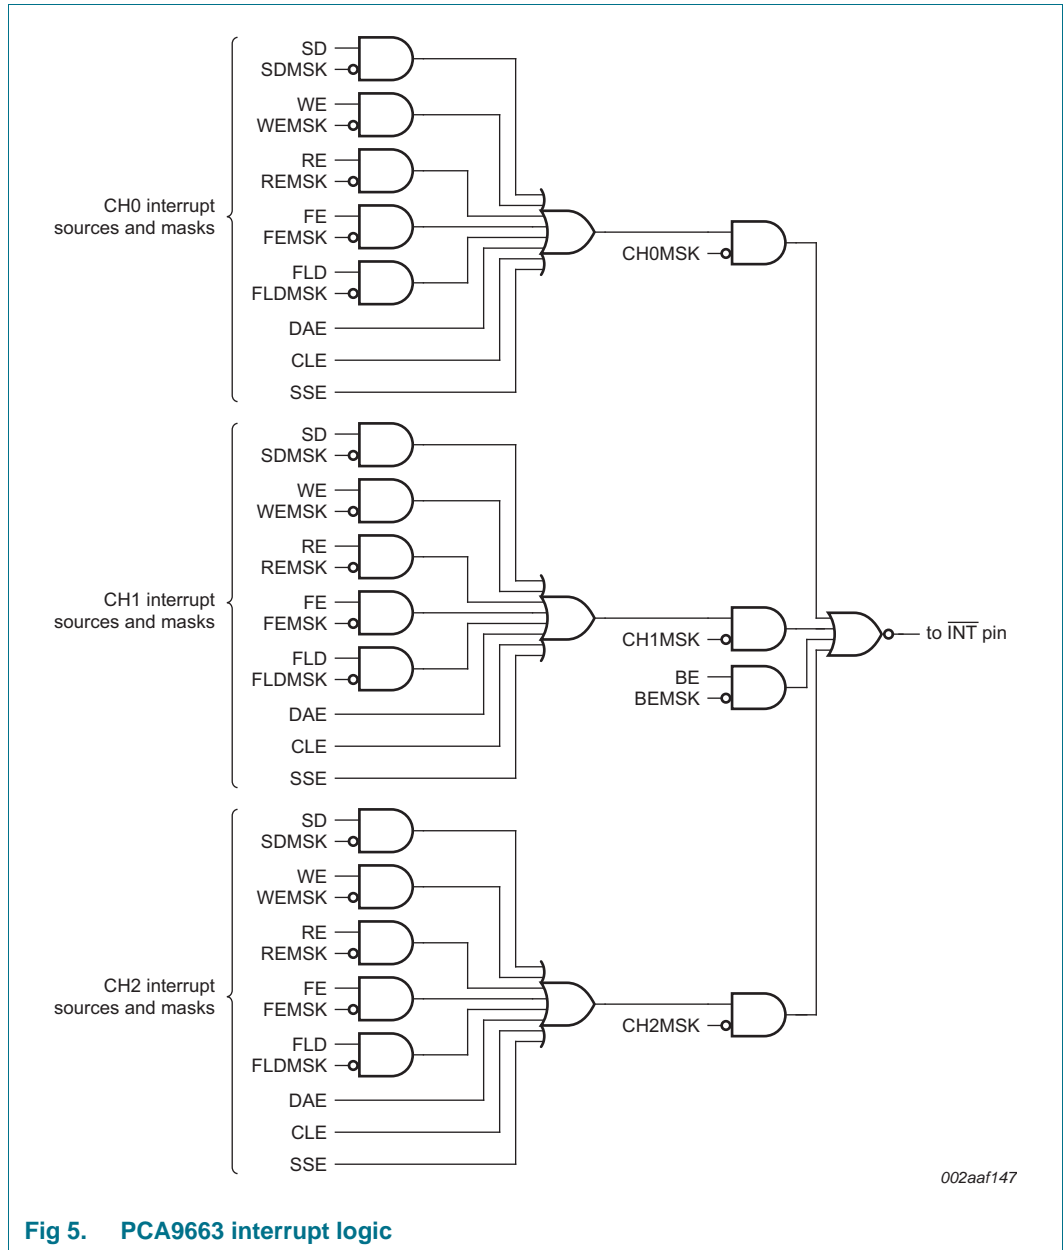 SD
SDMSK
WE
WEMSK
RE
REMSK
CH0 interrupt
sources and masks
FE
FEMSK
CH0MSK
FLD
FLDMSK
DAE
CLE
SSE
SD
SDMSK
WE
WEMSK
RE
REMSK
CH1 interrupt
sources and masks
FE
FEMSK
CH1MSK
to INT pin
FLD
FLDMSK
BE
BEMSK
DAE
CLE
SSE
SD
SDMSK
WE
WEMSK
RE
REMSK
CH2 interrupt
sources and masks
FE
FEMSK
CH2MSK
FLD
FLDMSK
DAE
CLE
SSE
002aaf147
Fig 5. PCA9663 interrupt logic